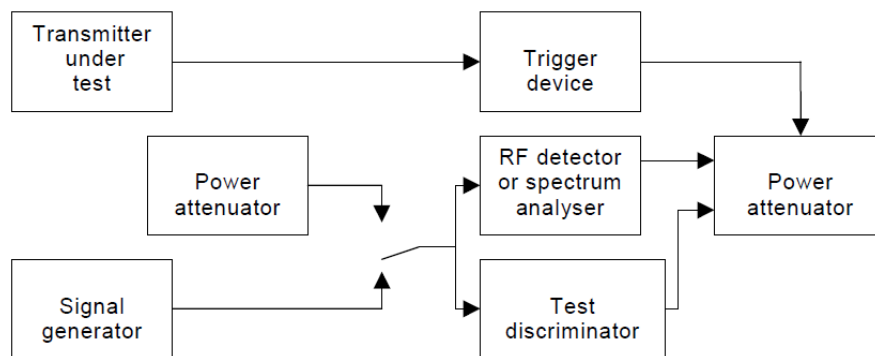 Transmitter
under
test
Trigger
device
Power
attenuator
RF detector
or spectrum
analyser
Power
attenuator
Signal
generator
Test
discriminator